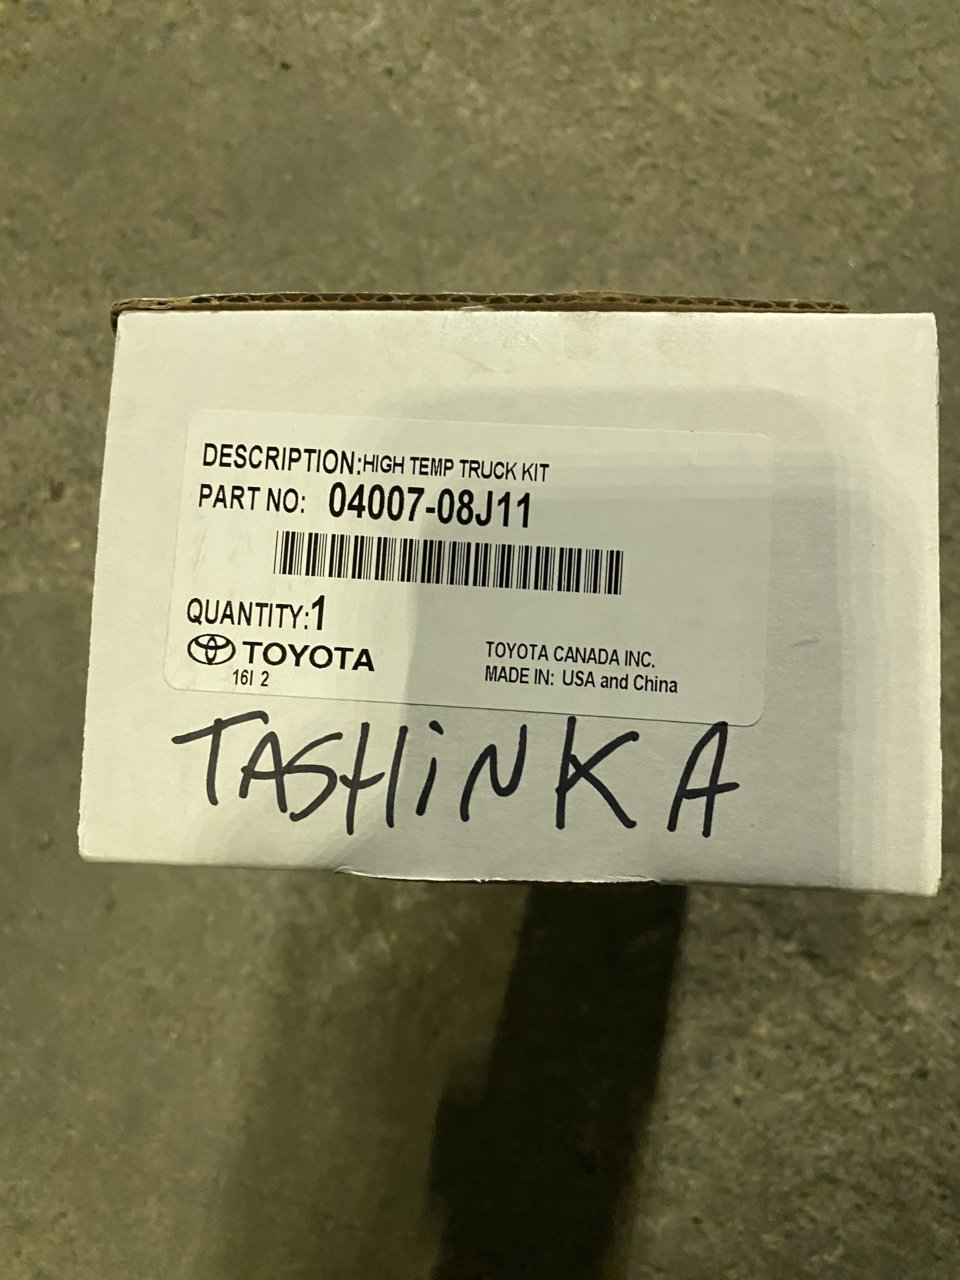 DESCRIPTION:HIGH TEMP TRUCK KIT
PART NO: 04007-08J11
QUANTITY:1
TOYOTA
16I 2
TOYOTA CANADA INC.
MADE IN: USA and China
TASHiNKA